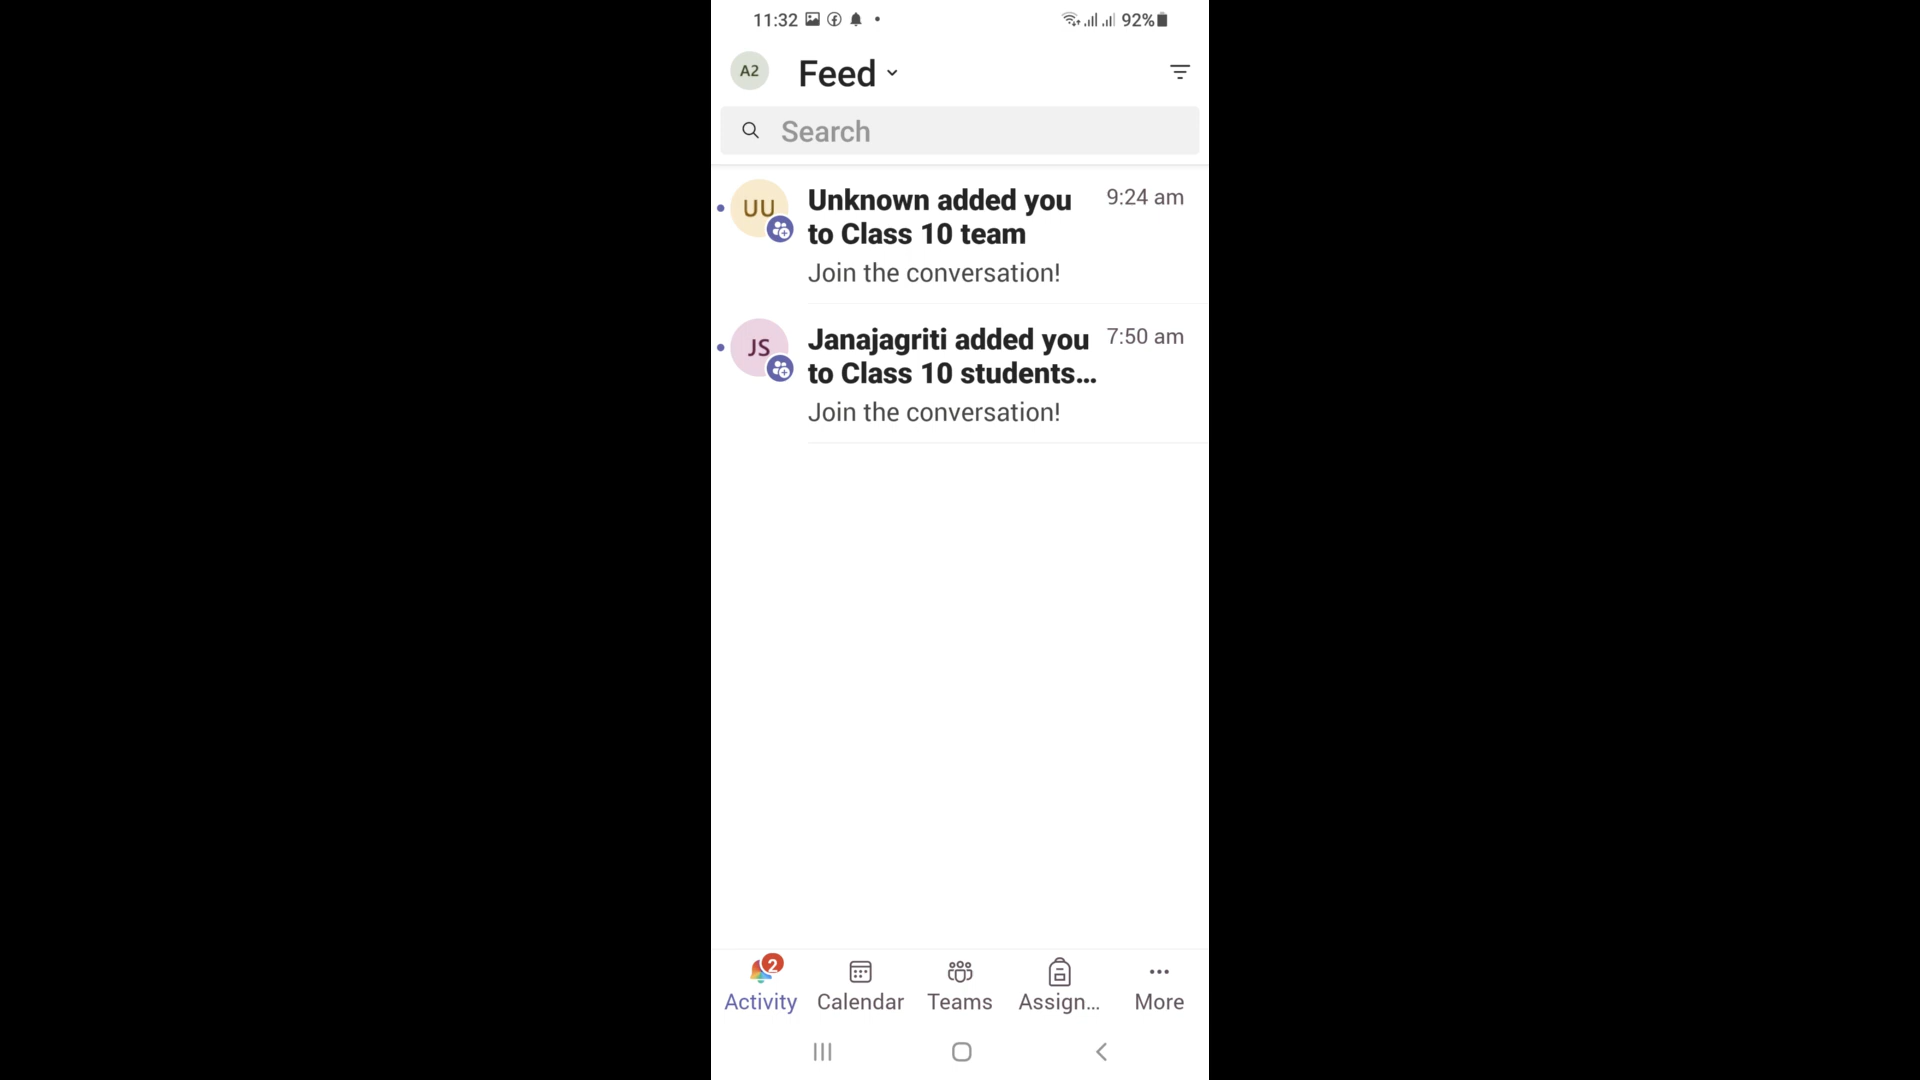 11:32 92%
A2 Feed
Search
UU Unknown added you 9:24 am
to Class 10 team
Join the conversation!
JS Janajagriti added you 7:50 am
to Class 10 students...
Join the conversation!
2
Activity Calendar Teams Assign... More